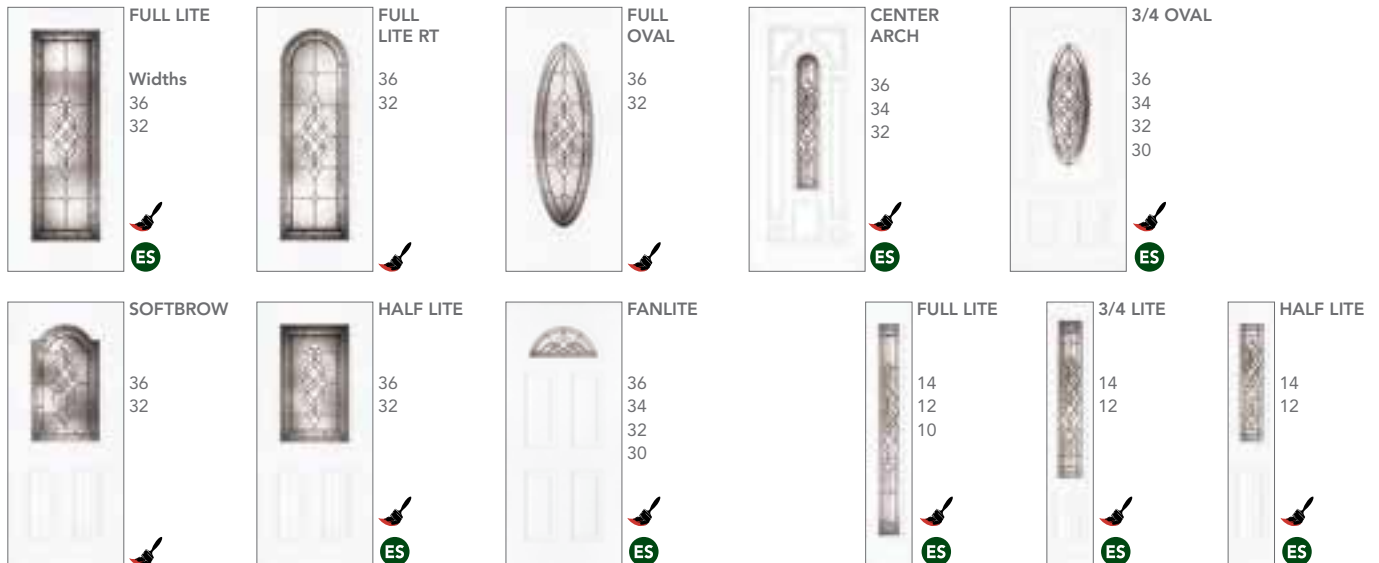 FULL LITE
Widths
36
32
ES
FULL
LITE RT
36
32
FULL
OVAL
36
32
CENTER
ARCH
36
34
32
ES
3/4 OVAL
36
34
32
30
ES
SOFTBROW
36
32
HALF LITE
36
32
ES
FANLITE
36
34
32
30
ES
FULL LITE
14
12
10
ES
3/4 LITE
14
12
ES
HALF LITE
14
12
ES